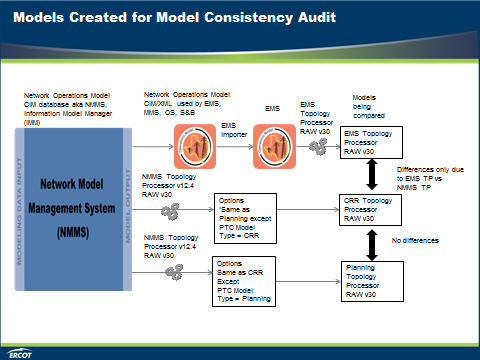 Models Created for Model Consistency Audit
Network Operations Model
CIM database aka NMMS,
Information Model Manager
(IMM)
Network Operations Model
CIM/XML used by EMS,
MMS, OS, S&B
EMS
Importer
EMS
EMS
Topology
Processor
RAW v30
Models
being
compared
MODELING DATA INPUT
Network Model
Management System
(NMMS)
MODEL OUTPUT
EMS Topology
Processor
RAW v30
Differences only due
to EMS TP vs
NMMS TP
NMMS Topology
Processor v12.4
RAW v30
Options
*Same as
Planning except
PTC Model
Type = CRR
CRR Topology
Processor
RAW v30
No differences
NMMS Topology
Processor v12.4
RAW v30
Options
Same as CRR
Except
PTC Model
Type = Planning
Planning
Topology
Processor
RAW v30
ERCOT